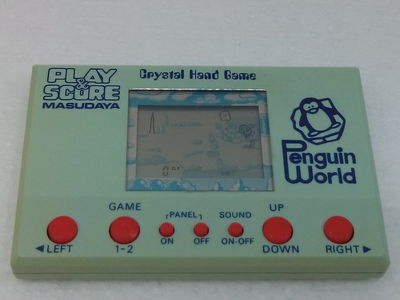 PLAY
&
SCORE
MASUDAYA
Crystal Hand Game
Penguin
World
GAME
PANEL
SOUND
UP
◀LEFT
1-2
ON
OFF
ON-OFF
DOWN
RIGHT▶